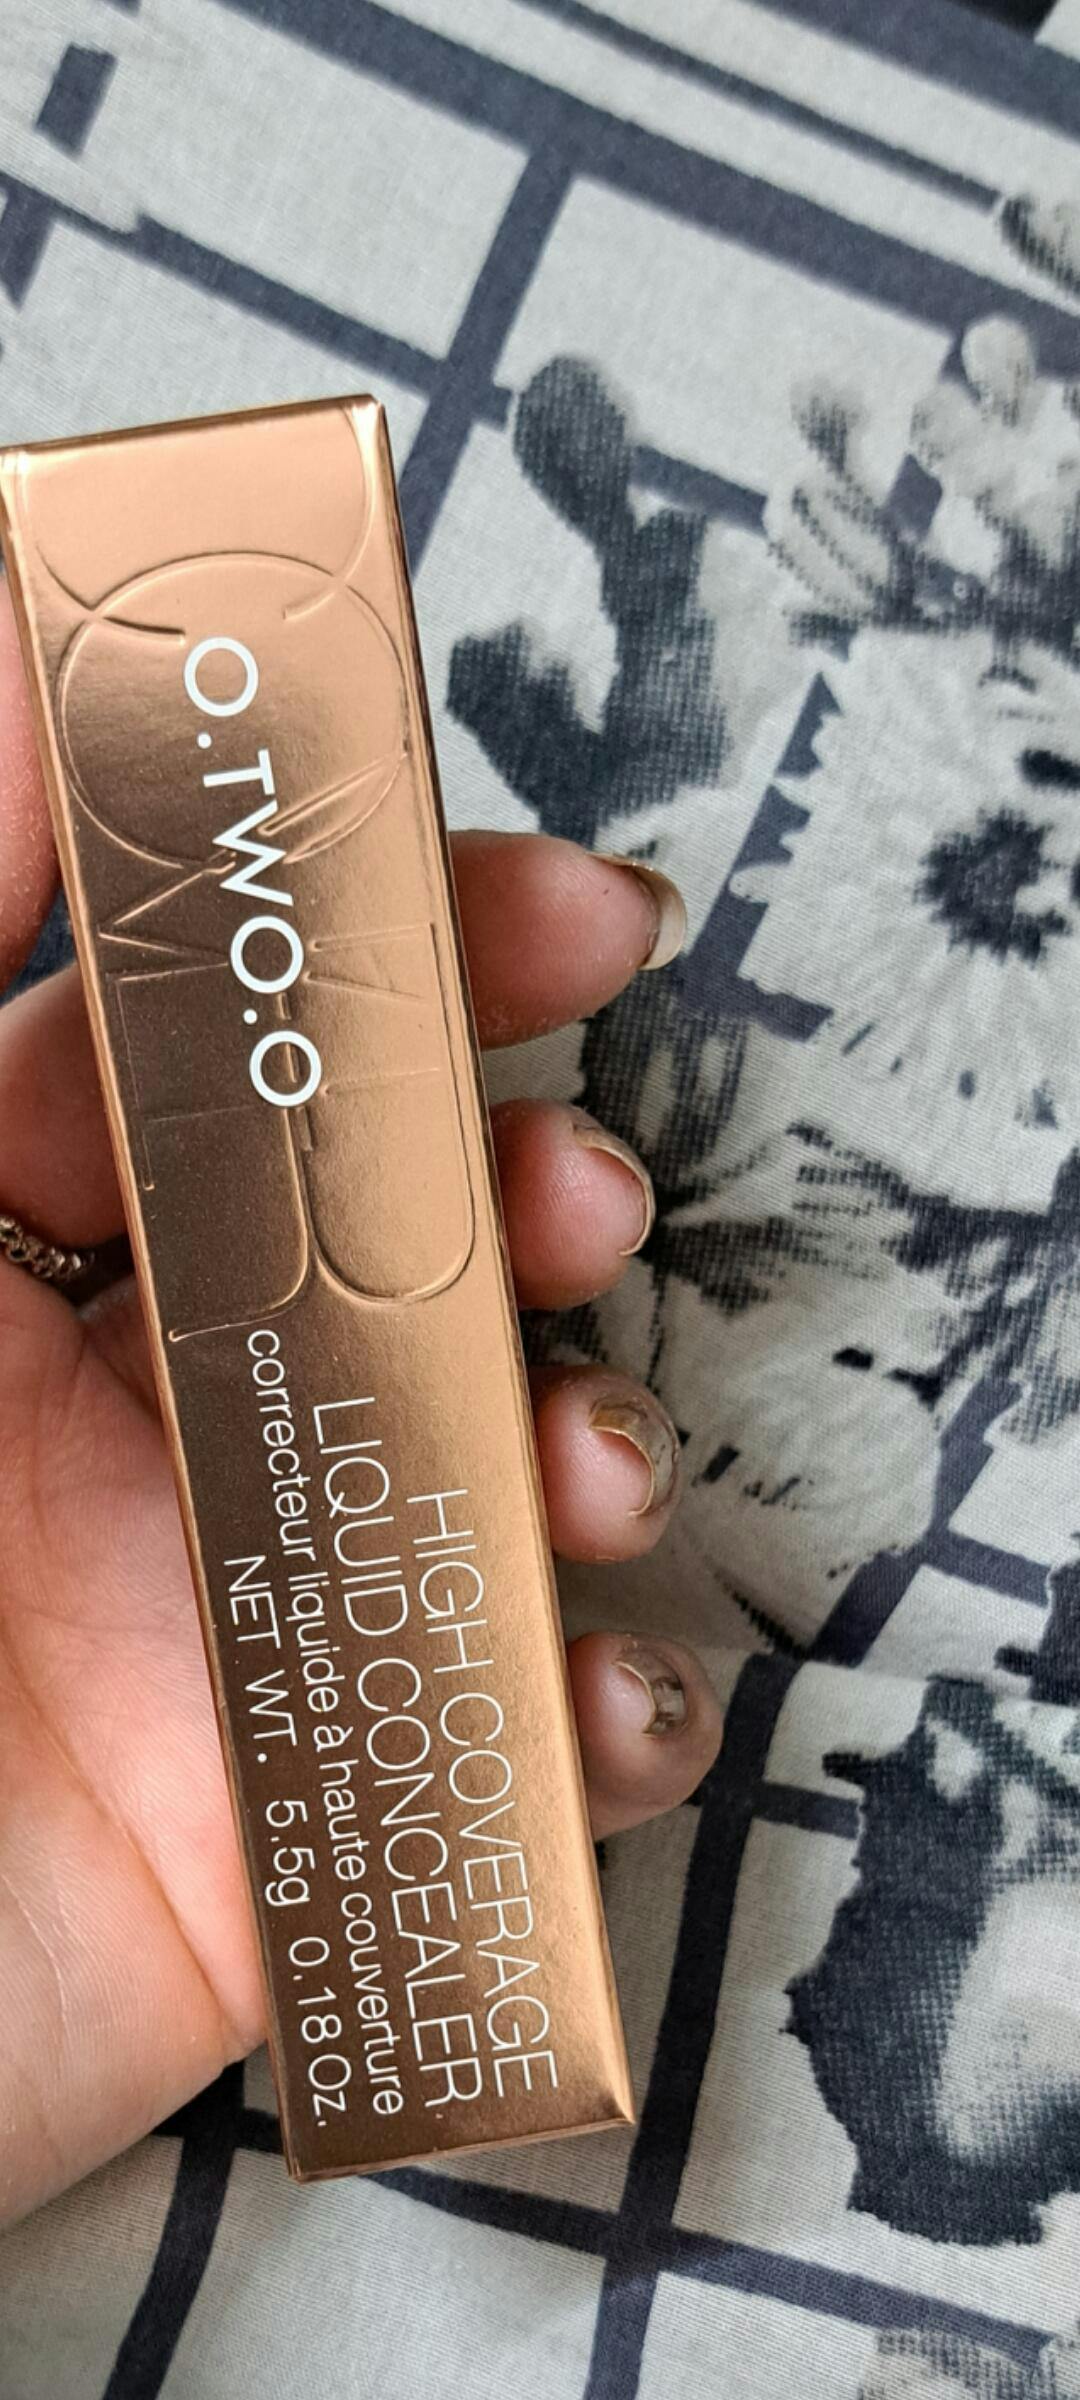 O.TWO.O
HIGH COVERAGE
LIQUID CONCEALER
correcteur liquide à haute couverture
NET WT. 5.5g 0.18 Oz.